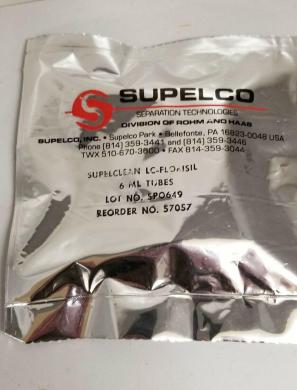 SUPELCO
SEPARATION TECHNOLOGIES
DIVISION OF ROHM AND HAAS
SUPELCO, INC. • Supelco Park • Bellefonte, PA 16823-0048 USA
Phone (814) 359-3441 and (814) 359-3446
TWX 510-670-3600 • FAX 814-359-3044
SUPELCLEAN LC-FLORISIL
6 ML TUBES
LOT NO. SP0649
REORDER NO. 57057